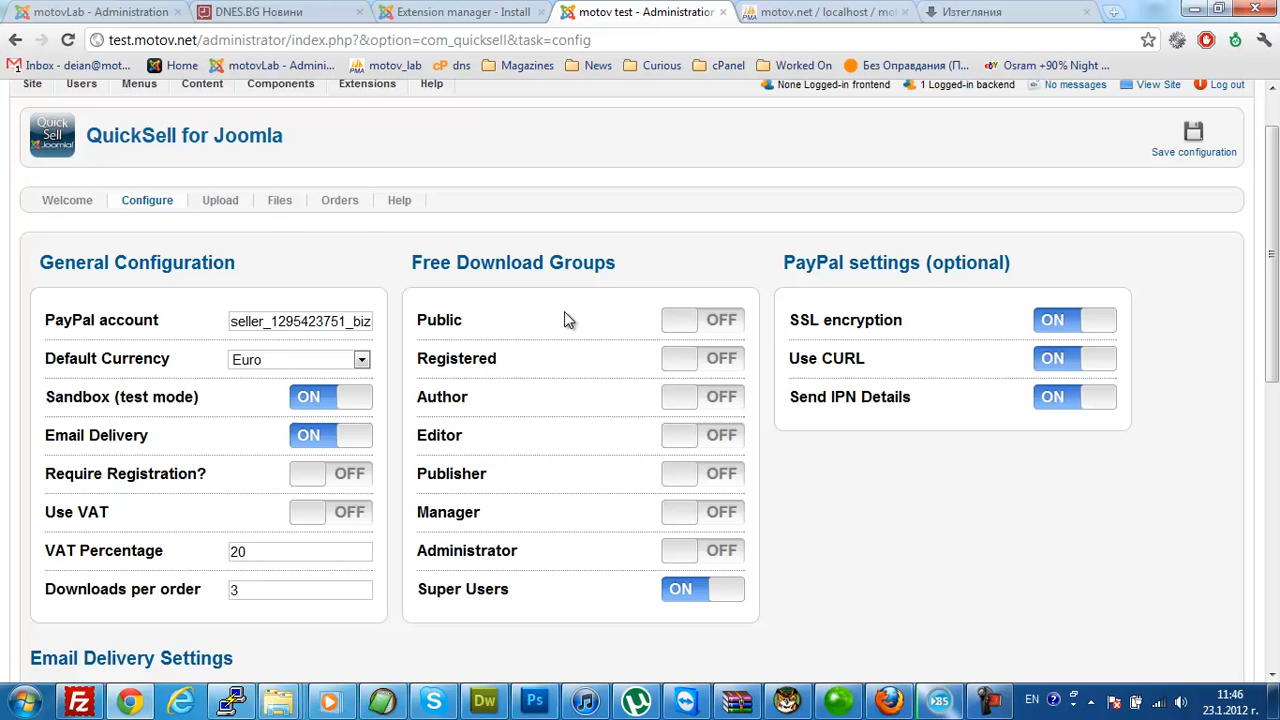 motovLab - Administration
DNES.BG Новини
Extension manager - Install
motov test - Administration
motov.net / localhost / mot
Изтегляния
test.motov.net/administrator/index.php?&option=com_quicksell&task=config
Inbox - deian@mot...
Home
motovLab - Admini...
motov_lab
dns
Magazines
News
Curious
cPanel
Worked On
Без Оправдания (П...
Osram +90% Night ...
Site Users Menus Content Components Extensions Help
None Logged-in frontend 1 Logged-in backend No messages View Site Log out
Quick Sell Joomla!
QuickSell for Joomla
Save configuration
Welcome Configure Upload Files Orders Help
General Configuration
PayPal account seller_1295423751_biz
Default Currency Euro
Sandbox (test mode) ON
Email Delivery ON
Require Registration? OFF
Use VAT OFF
VAT Percentage 20
Downloads per order 3
Free Download Groups
Public OFF
Registered OFF
Author OFF
Editor OFF
Publisher OFF
Manager OFF
Administrator OFF
Super Users ON
PayPal settings (optional)
SSL encryption ON
Use CURL ON
Send IPN Details ON
Email Delivery Settings
Dw
Ps
BS
EN
11:46
23.1.2012 г.